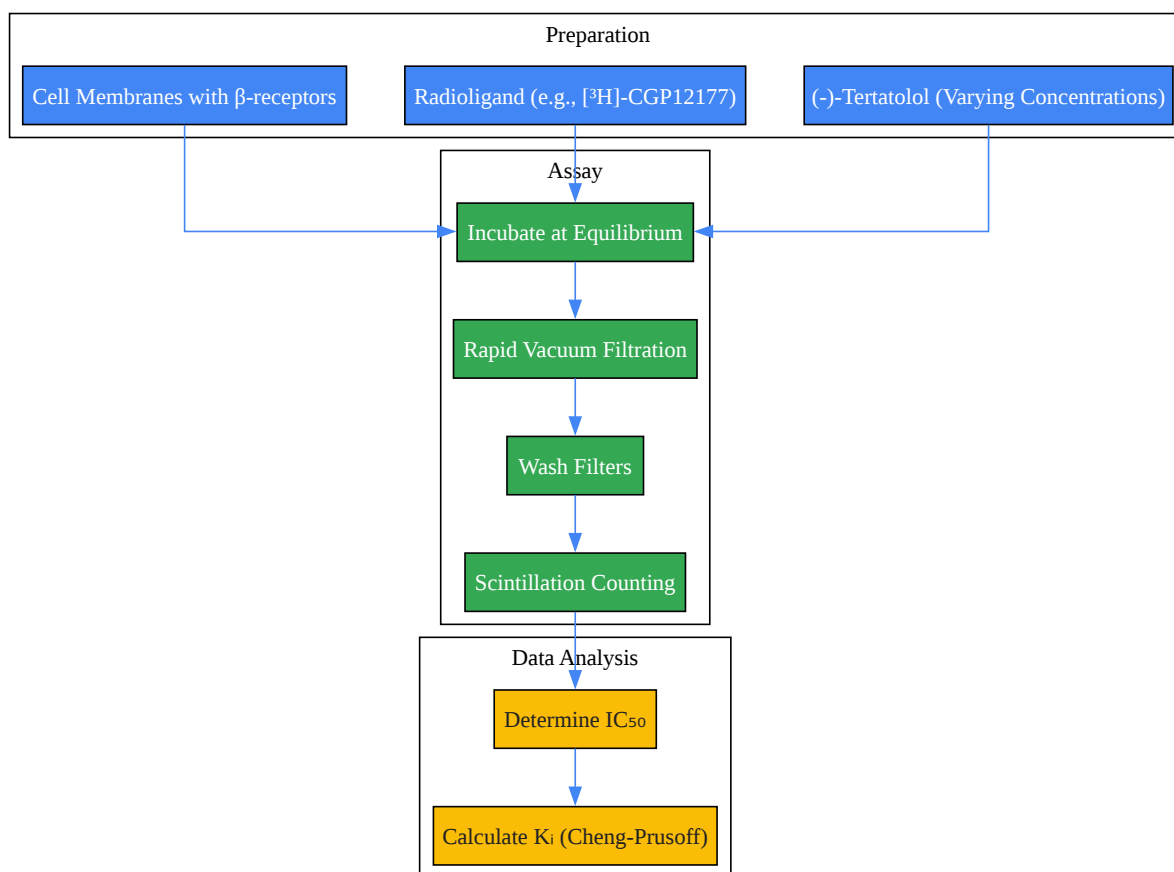 Preparation
Cell Membranes with β-receptors
Radioligand (e.g., [³H]-CGP12177)
(-)-Tertatolol (Varying Concentrations)
Assay
Incubate at Equilibrium
Rapid Vacuum Filtration
Wash Filters
Scintillation Counting
Data Analysis
Determine IC₅₀
Calculate Kᵢ (Cheng-Prusoff)